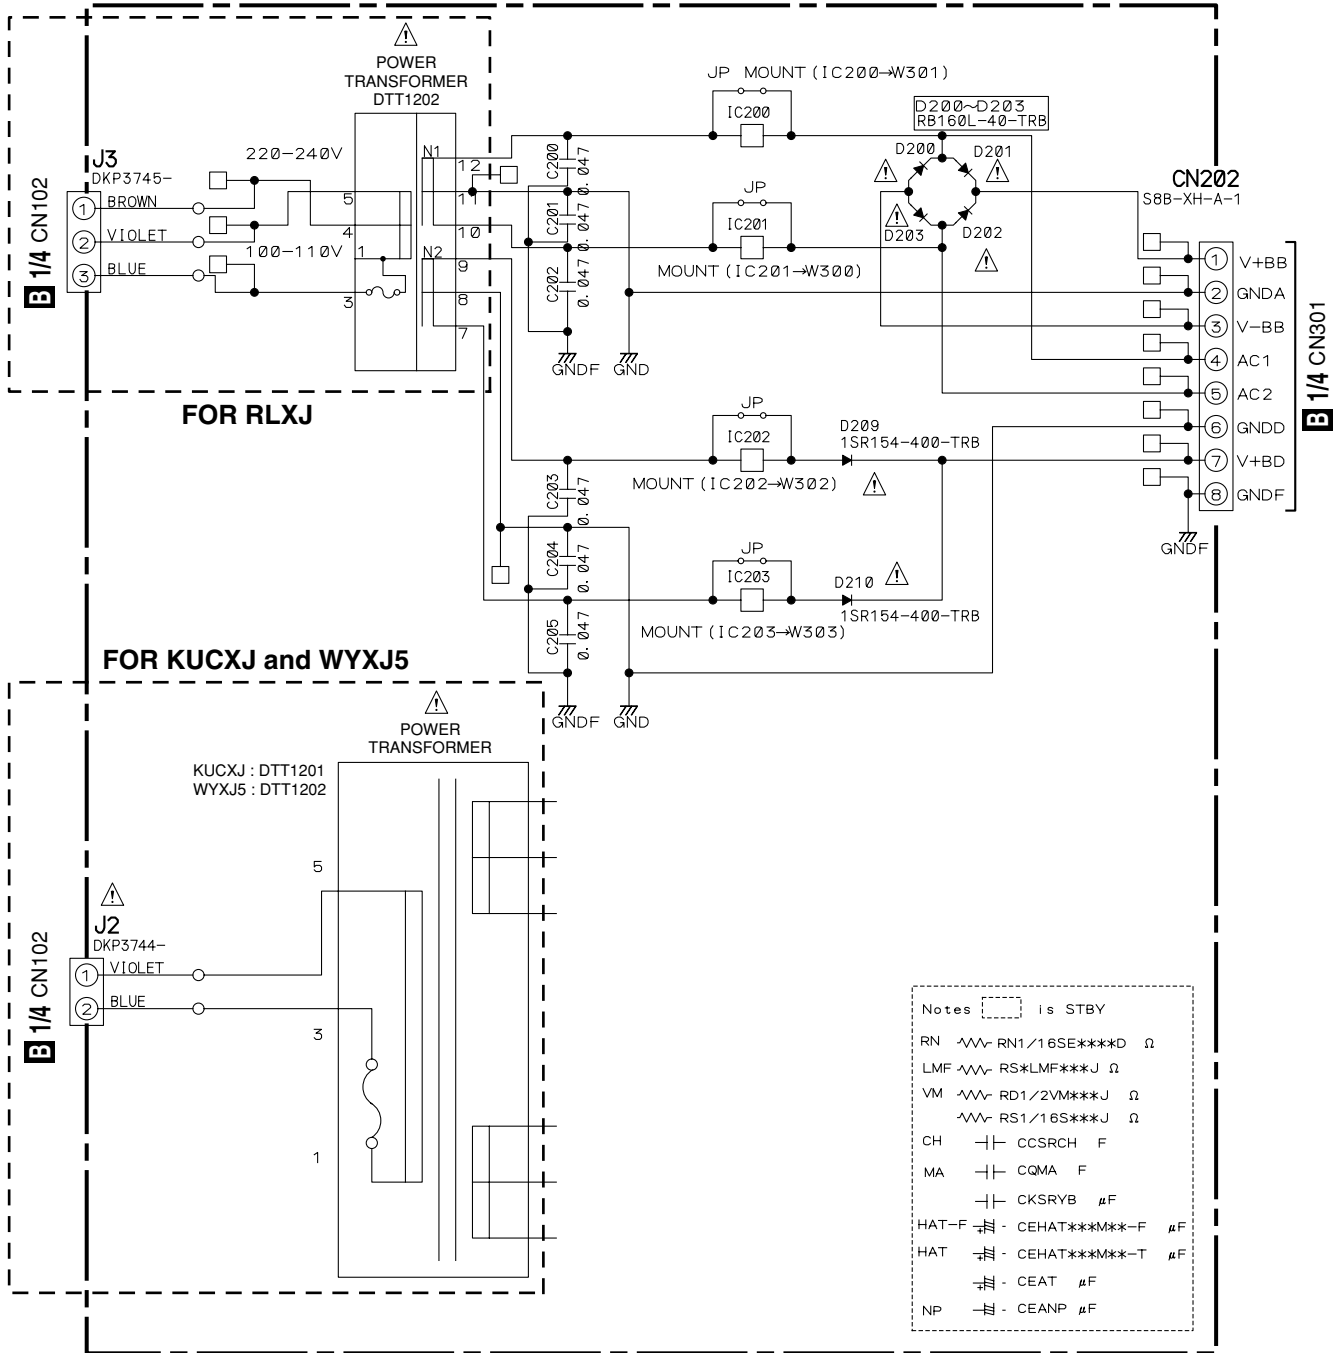 POWER
TRANSFORMER
DTT1202
JP MOUNT (IC200→W301)
IC200
D200~D203
RB160L-40-TRB
J3
DKP3745-
220-240V
N1
12
11
10
C200
0.047
D200
D201
CN202
S8B-XH-A-1
B 1/4 CN102
1
BROWN
2
VIOLET
3
BLUE
100-110V
5
4
1
3
N2
9
8
7
C201
0.047
C202
0.047
JP
IC201
MOUNT (IC201→W300)
D203
D202
1 V+BB
2 GNDA
3 V-BB
4 AC1
5 AC2
6 GNDD
7 V+BD
8 GNDF
B 1/4 CN301
GNDF
GND
FOR RLXJ
JP
IC202
MOUNT (IC202→W302)
D209
1SR154-400-TRB
C203
0.047
GNDF
C204
0.047
JP
IC203
MOUNT (IC203→W303)
D210
1SR154-400-TRB
C205
0.047
GNDF
GND
FOR KUCXJ and WYXJ5
POWER
TRANSFORMER
KUCXJ : DTT1201
WYXJ5 : DTT1202
5
J2
DKP3744-
B 1/4 CN102
1
VIOLET
2
BLUE
3
1
Notes is STBY
RN RN1/16SE****D Ω
LMF RS*LMF***J Ω
VM RD1/2VM***J Ω
RS1/16S***J Ω
CH CCSRCH F
MA CQMA F
CKSRYB μF
HAT-F - CEHAT***M**-F μF
HAT - CEHAT***M**-T μF
- CEAT μF
NP - CEANP μF